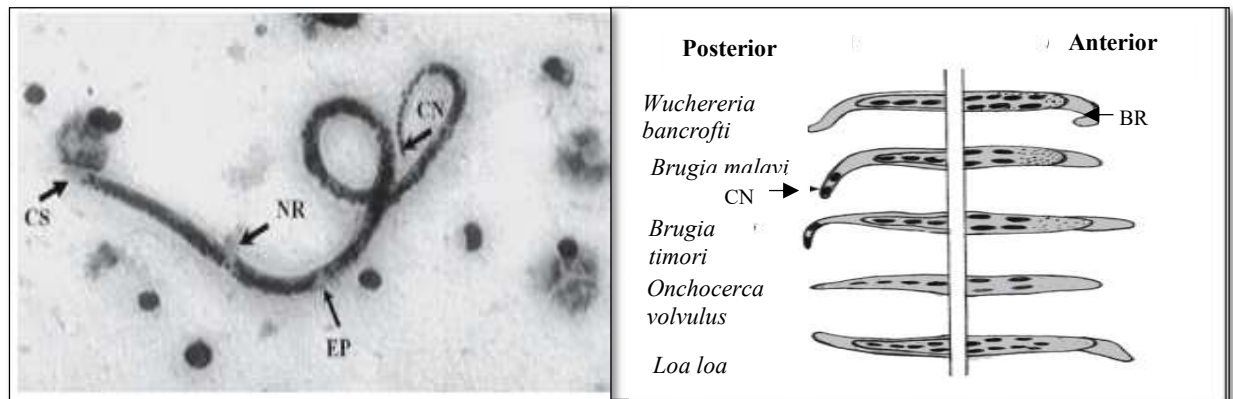 CN
NR
CS
EP
Posterior
Anterior
Wuchereria
bancrofti
BR
Brugia malayi
CN
Brugia
timori
Onchocerca
volvulus
Loa loa